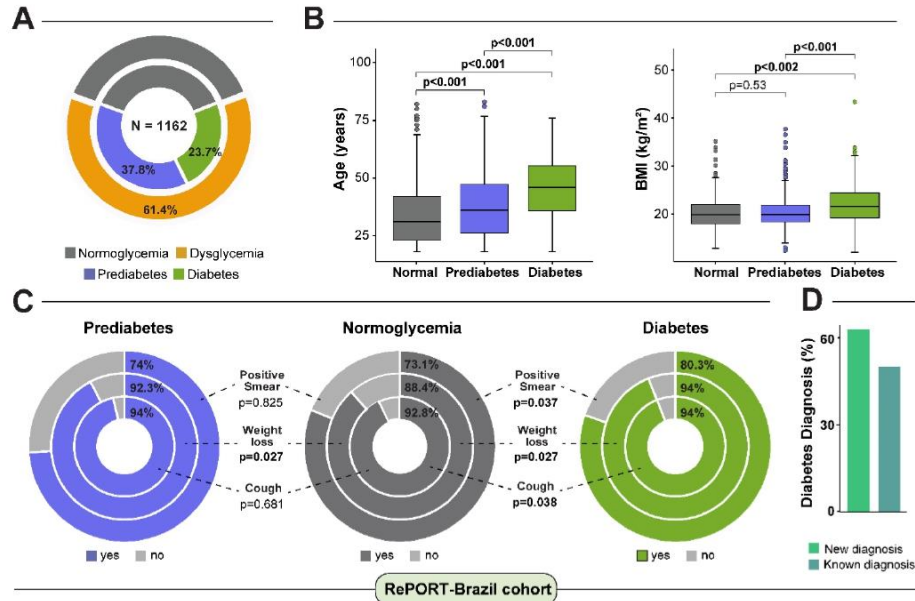 A
N = 1162
37.8%
23.7%
61.4%
Normoglycemia Dysglycemia
Prediabetes Diabetes
B
Age (years)
100
75
50
25
p<0.001
p<0.001
p<0.001
Normal Prediabetes Diabetes
BMI (kg/m²)
50
40
30
20
p<0.001
p<0.002
p=0.53
Normal Prediabetes Diabetes
C
Prediabetes
74%
92.3%
94%
yes no
Positive
Smear
p=0.825
Weight
loss
p=0.027
Cough
p=0.681
Normoglycemia
73.1%
88.4%
92.8%
yes no
Positive
Smear
p=0.037
Weight
loss
p=0.027
Cough
p=0.038
Diabetes
80.3%
94%
94%
yes no
D
Diabetes Diagnosis (%)
60
30
0
New diagnosis
Known diagnosis
RePORT-Brazil cohort